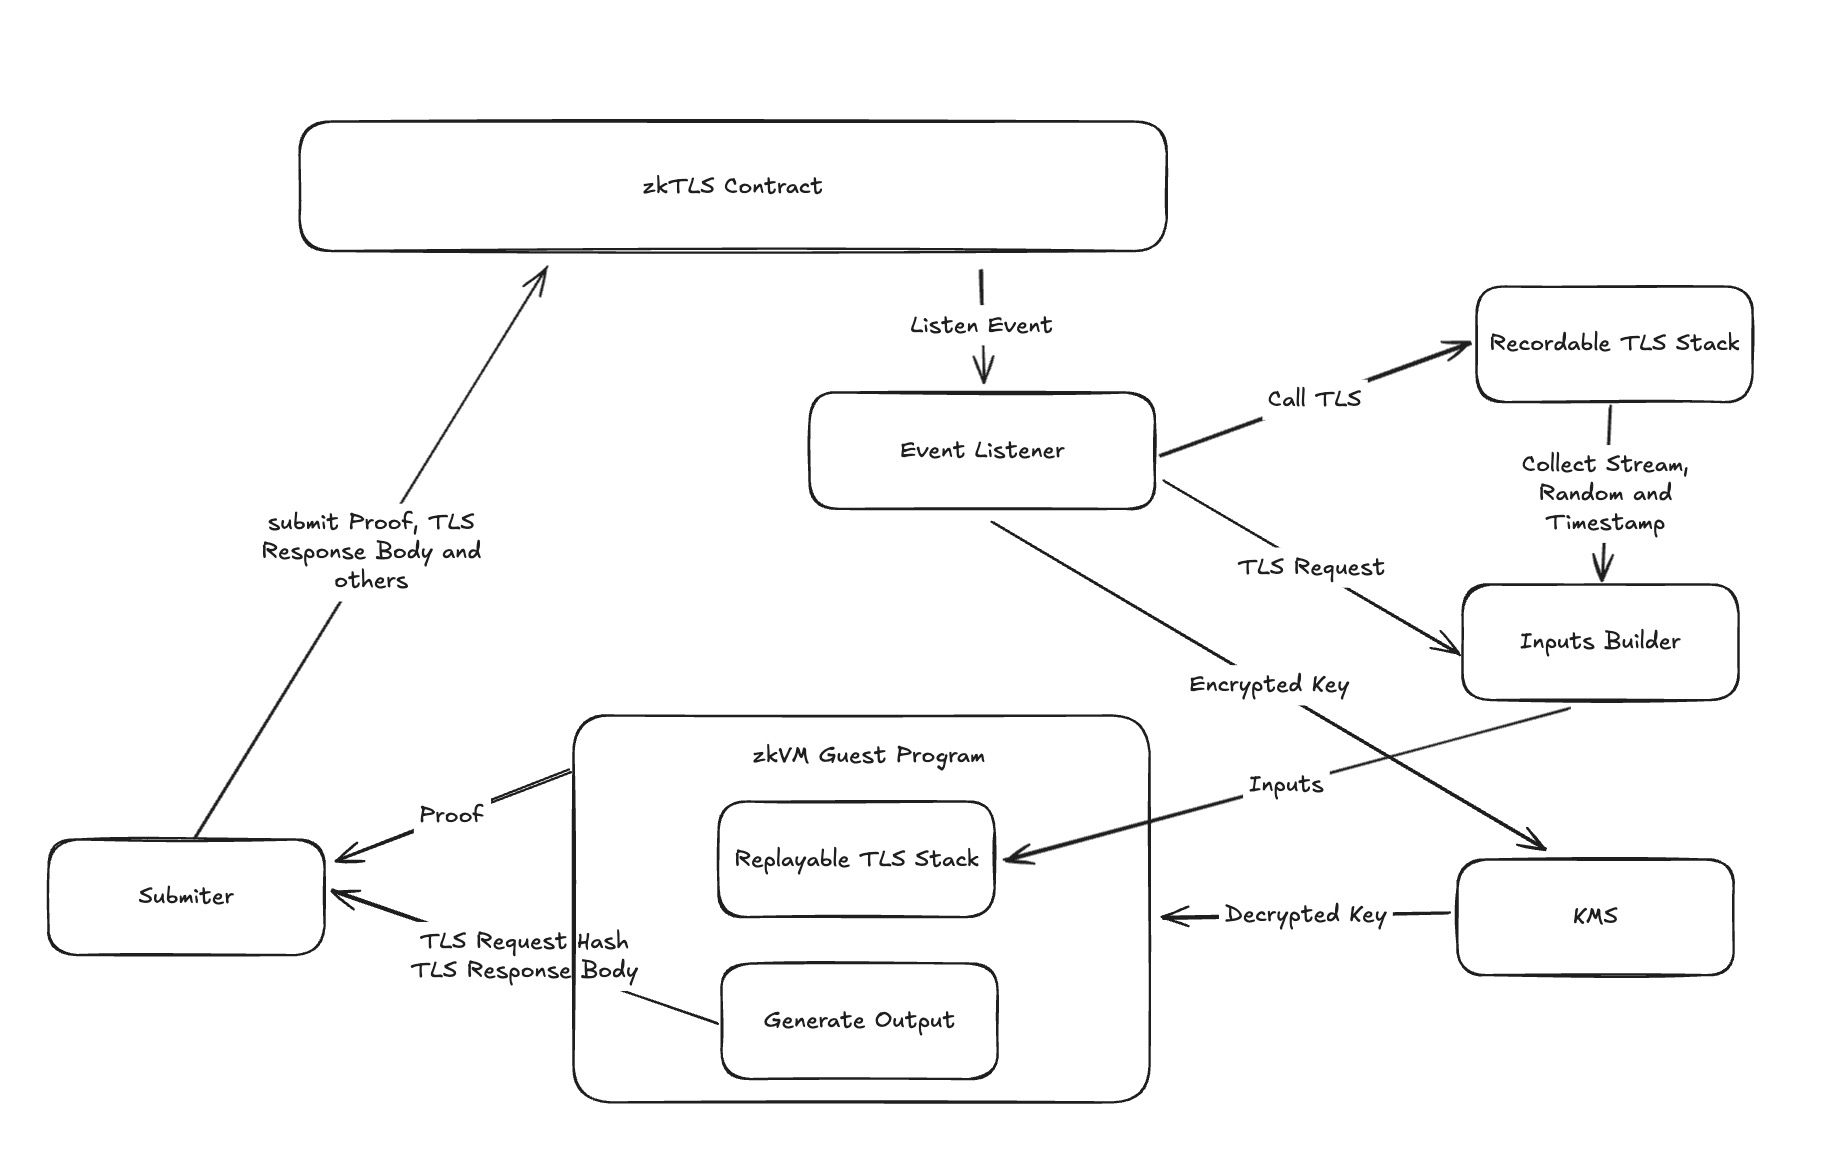 zkTLS Contract
Listen Event
Recordable TLS Stack
Call TLS
Event Listener
Collect Stream,
Random and
Timestamp
submit Proof, TLS
Response Body and
others
TLS Request
Inputs Builder
Encrypted Key
zkVM Guest Program
Inputs
Proof
Replayable TLS Stack
Submiter
Decrypted Key
KMS
TLS Request Hash
TLS Response Body
Generate Output